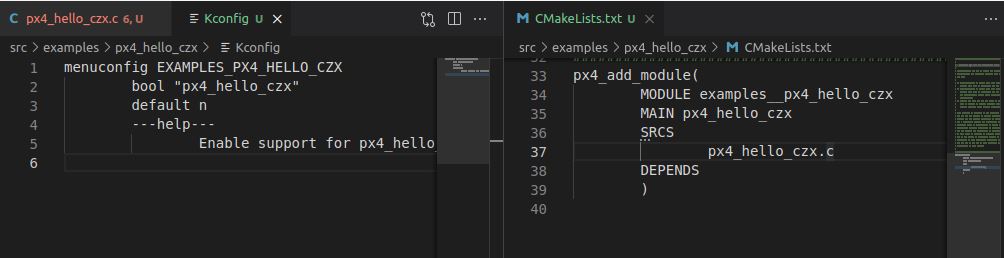 px4_hello_czx.c 6, U
Kconfig U
src > examples > px4_hello_czx > Kconfig
1 menuconfig EXAMPLES_PX4_HELLO_CZX
2 bool "px4_hello_czx"
3 default n
4 ---help---
5 Enable support for px4_hello_
6
CMakeLists.txt U
src > examples > px4_hello_czx > CMakeLists.txt
33 px4_add_module(
34 MODULE examples__px4_hello_czx
35 MAIN px4_hello_czx
36 SRCS
37 px4_hello_czx.c
38 DEPENDS
39 )
40